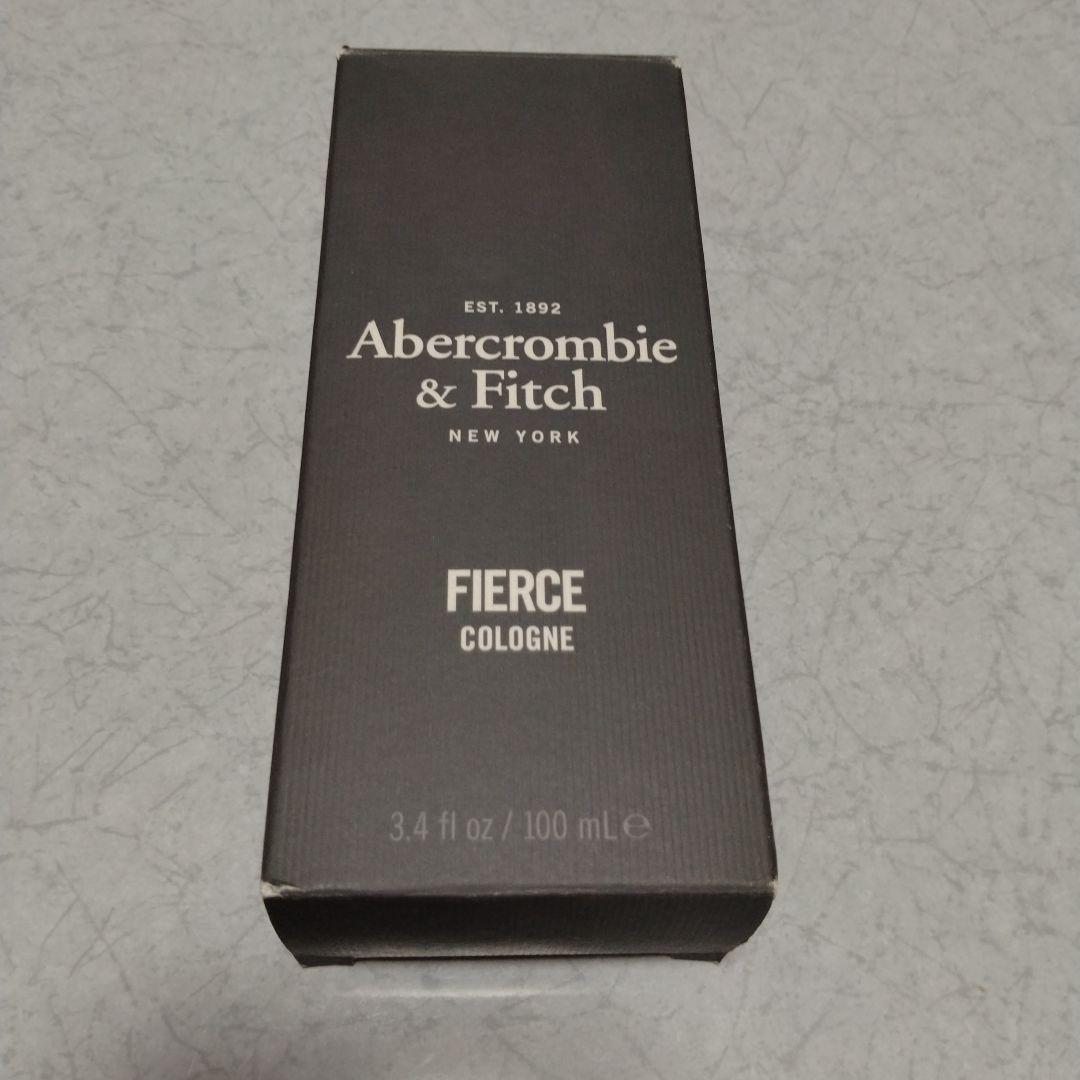 EST. 1892
Abercrombie
& Fitch
NEW YORK
FIERCE
COLOGNE
3.4 fl oz / 100 mL ℮